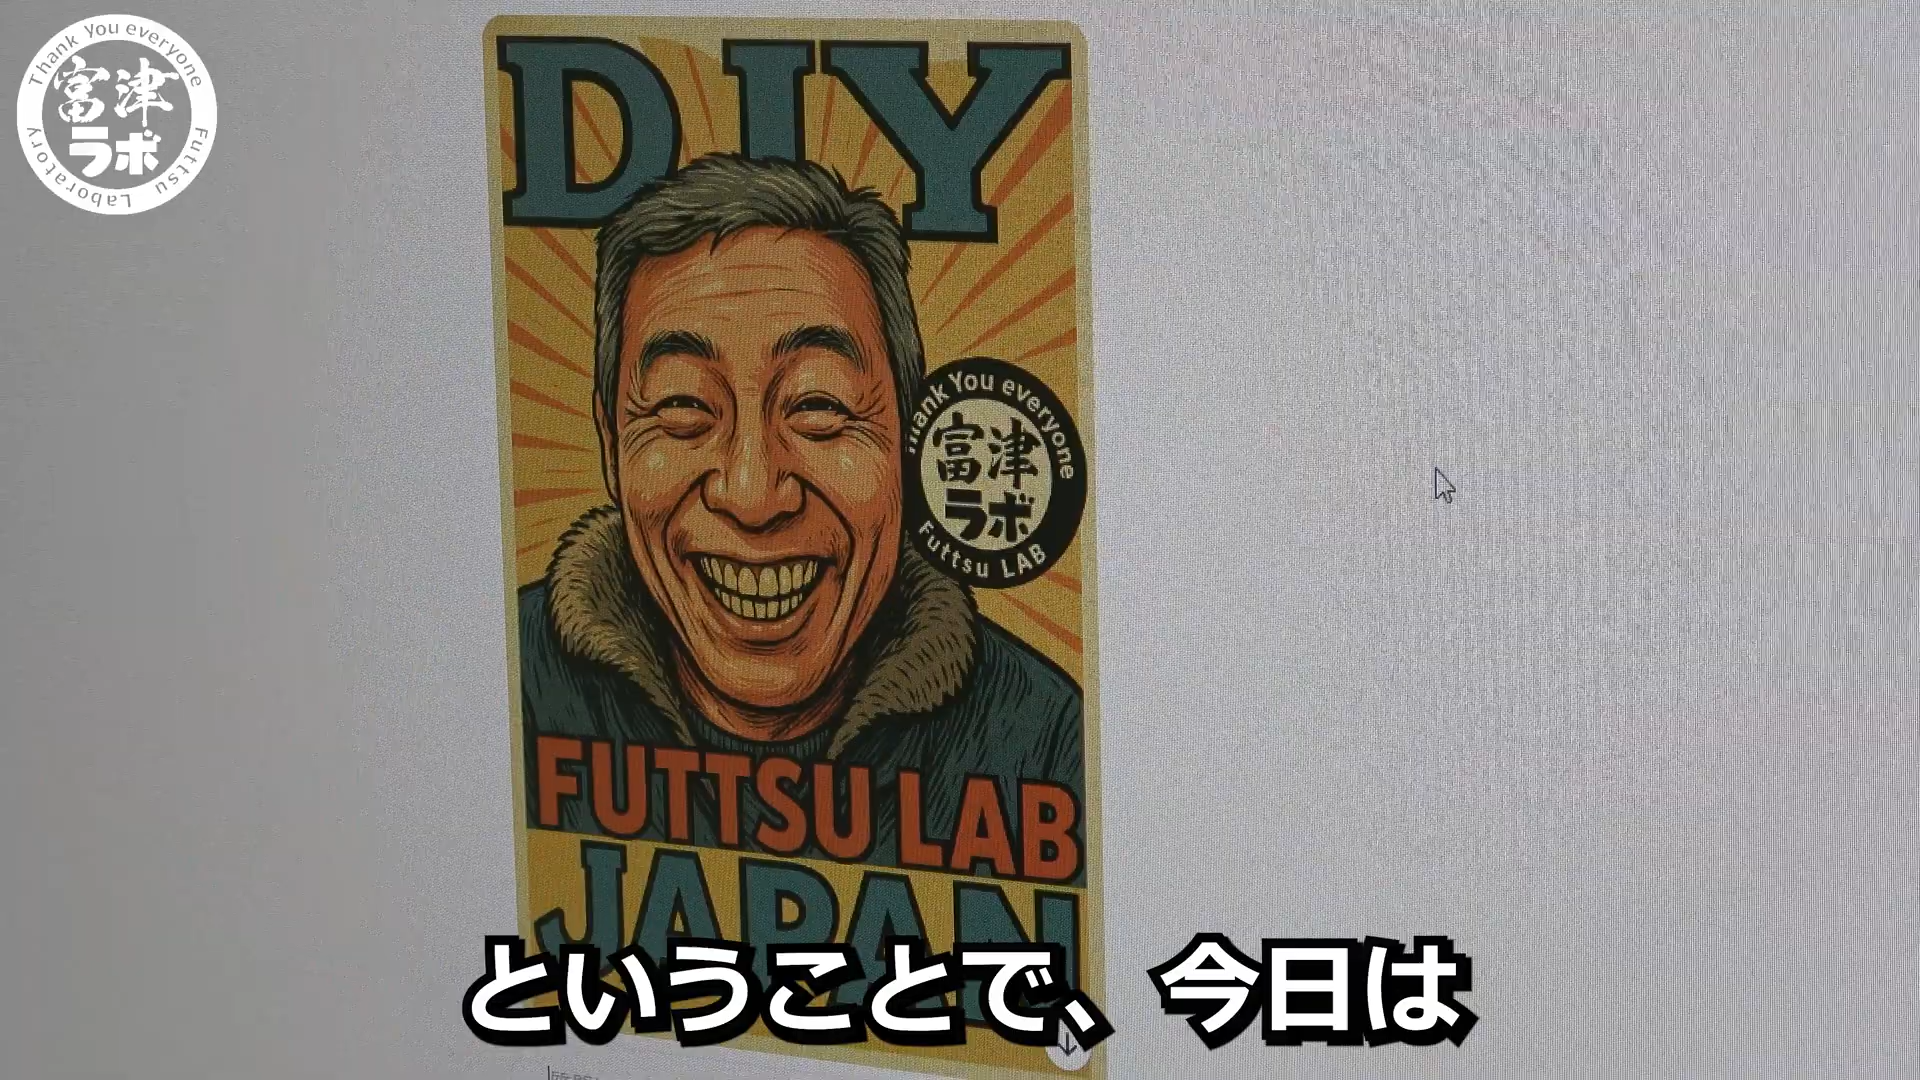 Thank You everyone
富津
ラボ
Futtsu Laboratory
DIY
Thank You everyone
富津
ラボ
Futtsu LAB
FUTTSU LAB
JAPAN
ということで、今日は